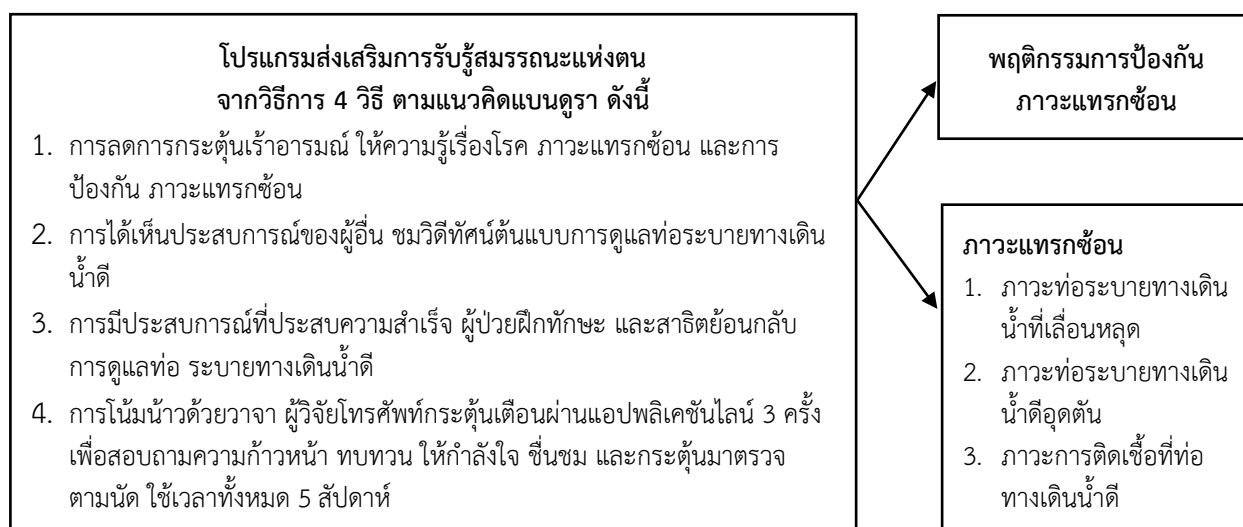 โปรแกรมส่งเสริมการรับรู้สมรรถนะแห่งตน
จากวิธีการ 4 วิธี ตามแนวคิดแบนดูรา ดังนี้
1. การลดการกระตุ้นเร้าอารมณ์ ให้ความรู้เรื่องโรค ภาวะแทรกซ้อน และการ
ป้องกัน ภาวะแทรกซ้อน
2. การได้เห็นประสบการณ์ของผู้อื่น ชมวิดีทัศน์ต้นแบบการดูแลท่อระบายทางเดิน
น้ำดี
3. การมีประสบการณ์ที่ประสบความสำเร็จ ผู้ป่วยฝึกทักษะ และสาธิตย้อนกลับ
การดูแลท่อ ระบายทางเดินน้ำดี
4. การโน้มน้าวด้วยวาจา ผู้วิจัยโทรศัพท์กระตุ้นเตือนผ่านแอปพลิเคชันไลน์ 3 ครั้ง
เพื่อสอบถามความก้าวหน้า ทบทวน ให้กำลังใจ ชื่นชม และกระตุ้นมาตรวจ
ตามนัด ใช้เวลาทั้งหมด 5 สัปดาห์
พฤติกรรมการป้องกัน
ภาวะแทรกซ้อน
ภาวะแทรกซ้อน
1. ภาวะท่อระบายทางเดิน
น้ำที่เลื่อนหลุด
2. ภาวะท่อระบายทางเดิน
น้ำดีอุดตัน
3. ภาวะการติดเชื้อที่ท่อ
ทางเดินน้ำดี